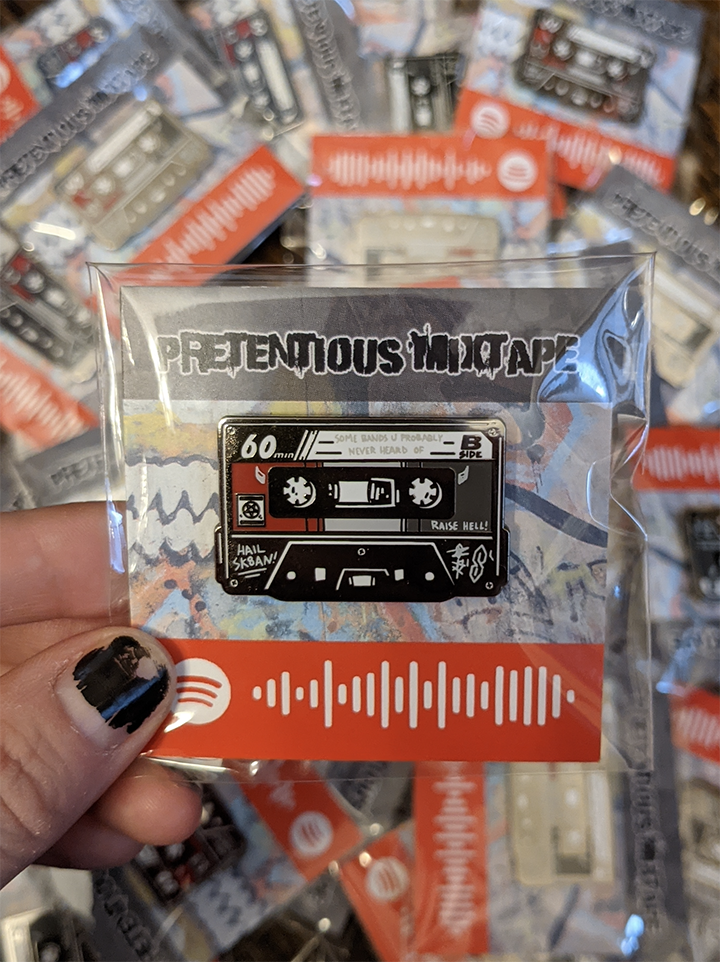 PRETENTIOUS MIXTAPE
60 min
SOME BANDS U PROBABLY
NEVER HEARD OF
B
SIDE
RAISE HELL!
HAIL
SKBAN!